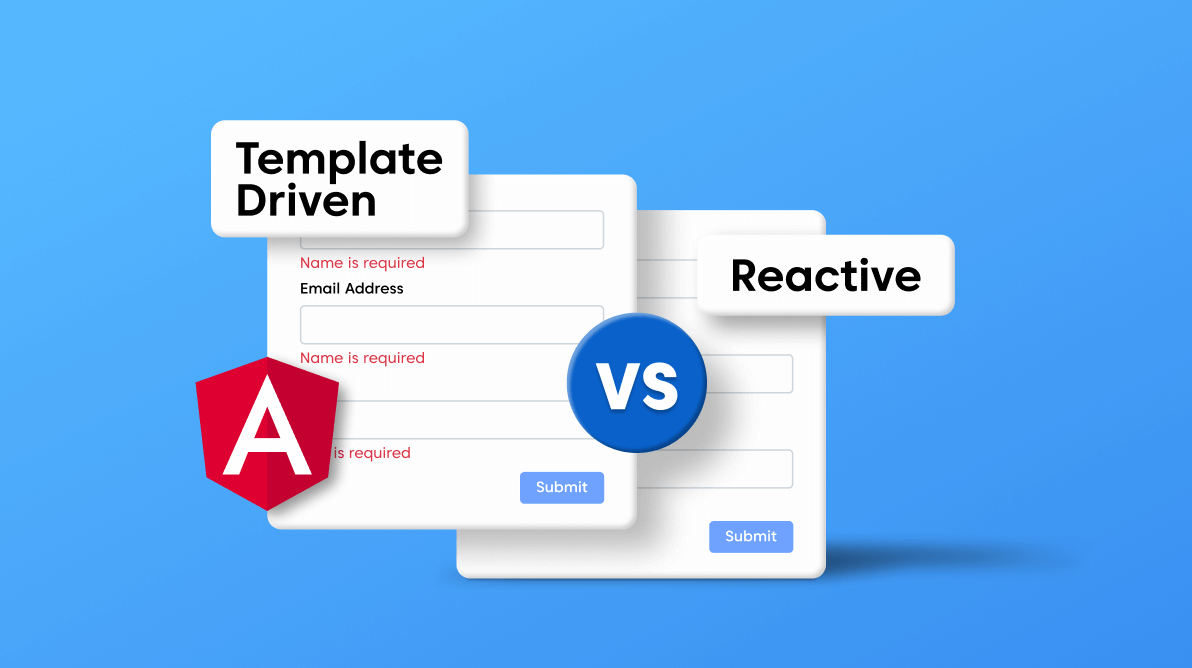 Template
Driven
Name is required
Email Address
Name is required
is required
Submit
VS
Reactive
Submit